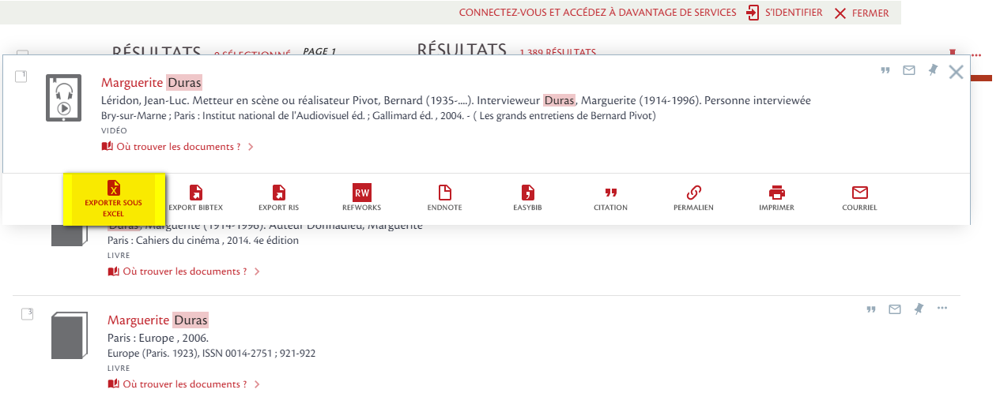 CONNECTEZ-VOUS ET ACCÉDEZ À DAVANTAGE DE SERVICES S'IDENTIFIER FERMER
RÉSULTATS 0 SÉLECTIONNÉ PAGE 1 RÉSULTATS 1 389 RÉSULTATS
1
Marguerite Duras
Léridon, Jean-Luc. Metteur en scène ou réalisateur Pivot, Bernard (1935-....). Intervieweur Duras, Marguerite (1914-1996). Personne interviewée
Bry-sur-Marne ; Paris : Institut national de l'Audiovisuel éd. ; Gallimard éd. , 2004. - ( Les grands entretiens de Bernard Pivot)
VIDÉO
Où trouver les documents ?
EXPORTER SOUS EXCEL
EXPORT BIBTEX
EXPORT RIS
RW
REFWORKS
ENDNOTE
EASYBIB
CITATION
PERMALIEN
IMPRIMER
COURRIEL
Duras, Marguerite (1914-1996). Auteur Donnadieu, Marguerite
Paris : Cahiers du cinéma , 2014. 4e édition
LIVRE
Où trouver les documents ?
3
Marguerite Duras
Paris : Europe , 2006.
Europe (Paris. 1923), ISSN 0014-2751 ; 921-922
LIVRE
Où trouver les documents ?